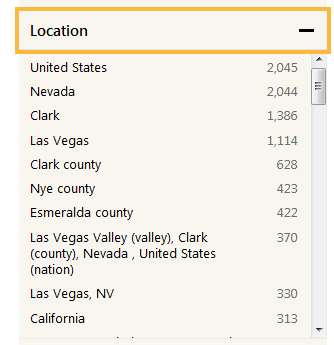 Location
United States 2,045
Nevada 2,044
Clark 1,386
Las Vegas 1,114
Clark county 628
Nye county 423
Esmeralda county 422
Las Vegas Valley (valley), Clark 370
(county), Nevada , United States
(nation)
Las Vegas, NV 330
California 313